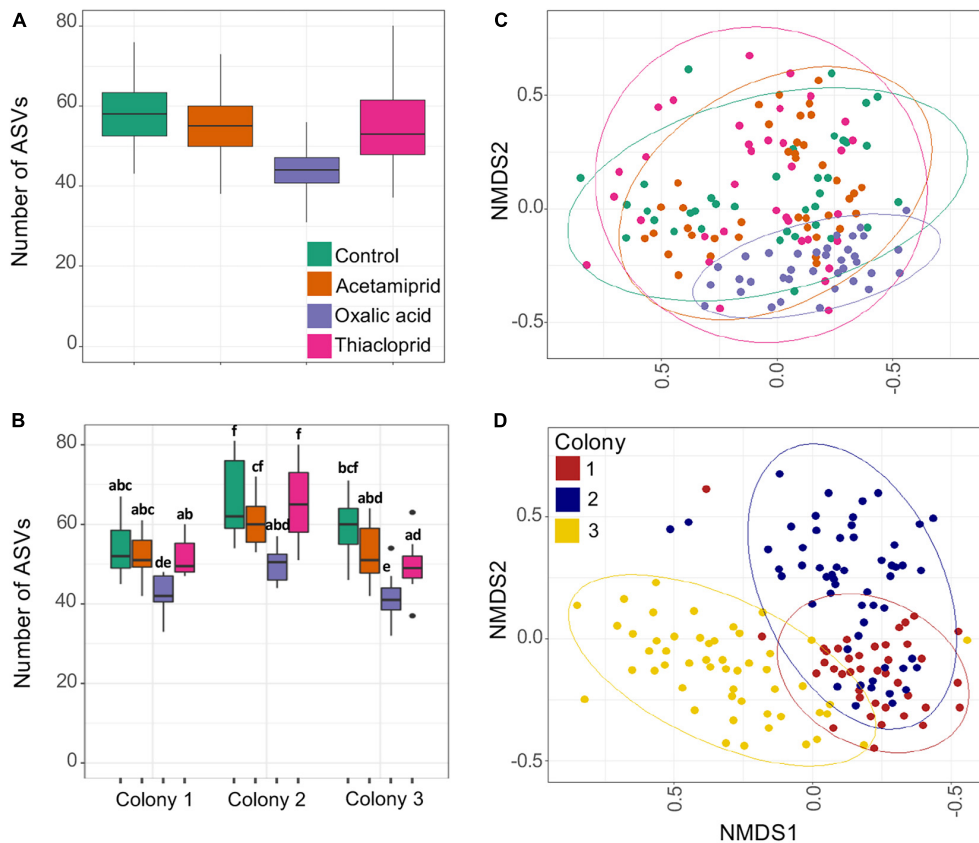 A
Number of ASVs
80
60
40
20
0
Control
Acetamiprid
Oxalic acid
Thiacloprid
C
NMDS2
0.5
0.0
-0.5
0.5
0.0
-0.5
B
Number of ASVs
80
60
40
20
0
abc
abc
de
ab
f
cf
abd
f
bcf
abd
e
ad
Colony 1
Colony 2
Colony 3
D
Colony
1
2
3
NMDS2
0.5
0.0
-0.5
0.5
0.0
-0.5
NMDS1